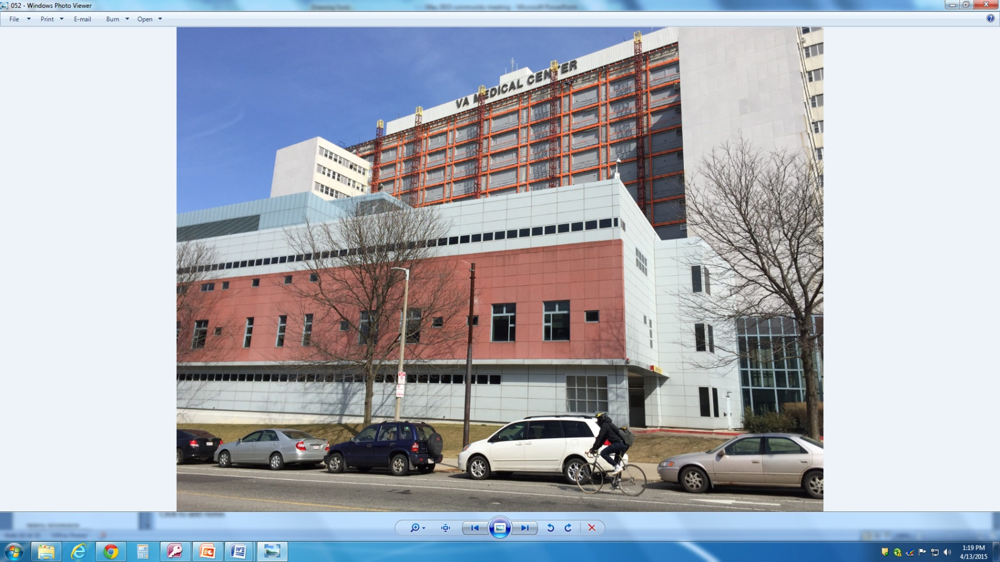 052 - Windows Photo Viewer
File Print E-mail Burn Open
VA MEDICAL CENTER
1:19 PM
4/13/2015